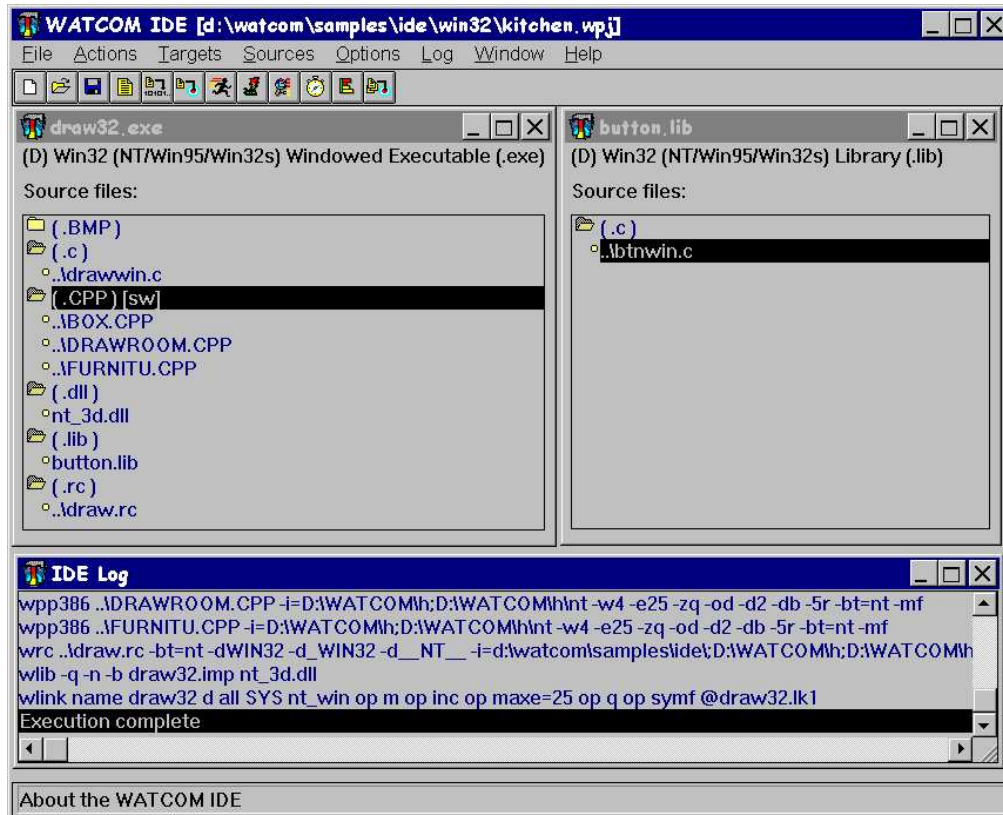 WATCOM IDE [d:\watcom\samples\ide\win32\kitchen.wpj]
File Actions Targets Sources Options Log Window Help
draw32.exe
(D) Win32 (NT/Win95/Win32s) Windowed Executable (.exe)
Source files:
(.BMP)
(.c)
..\drawwin.c
(.CPP) [sw]
..\BOX.CPP
..\DRAWROOM.CPP
..\FURNITU.CPP
(.dll)
nt_3d.dll
(.lib)
button.lib
(.rc)
..\draw.rc
button.lib
(D) Win32 (NT/Win95/Win32s) Library (.lib)
Source files:
(.c)
..\btnwin.c
IDE Log
wpp386 ..\DRAWROOM.CPP -i=D:\WATCOM\h;D:\WATCOM\h\nt -w4 -e25 -zq -od -d2 -db -5r -bt=nt -mf
wpp386 ..\FURNITU.CPP -i=D:\WATCOM\h;D:\WATCOM\h\nt -w4 -e25 -zq -od -d2 -db -5r -bt=nt -mf
wrc ..\draw.rc -bt=nt -dWIN32 -d_WIN32 -d__NT__ -i=d:\watcom\samples\ide\;D:\WATCOM\h;D:\WATCOM\h
wlib -q -n -b draw32.imp nt_3d.dll
wlink name draw32 d all SYS nt_win op m op inc op maxe=25 op q op symf @draw32.lk1
Execution complete
About the WATCOM IDE